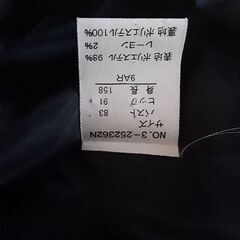 NO.3-252362N
サイズ
バスト 83
ヒップ 91
身長 158
9AR
表地 ポリエステル 98%
レーヨン 2%
裏地 ポリエステル100%